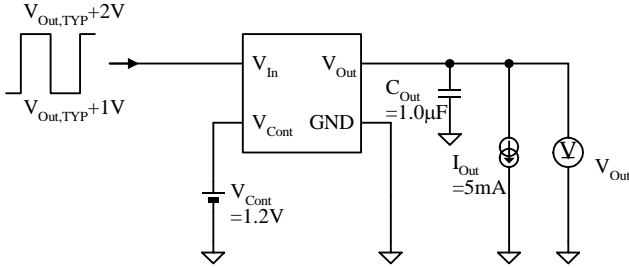 VOut,TYP+2V
VOut,TYP+1V
VIn
VOut
VCont
GND
COut
=1.0μF
VCont
=1.2V
IOut
=5mA
V
VOut